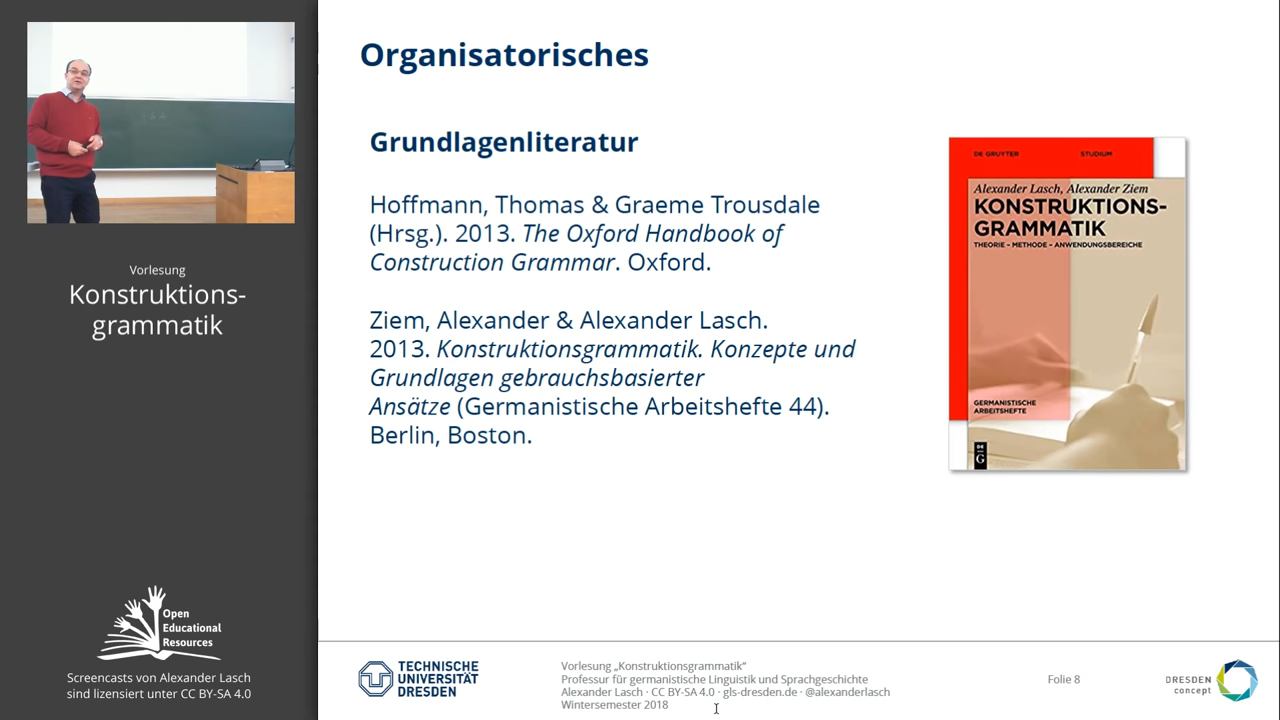 Vorlesung
Konstruktions-
grammatik
Open
Educational
Resources
Screencasts von Alexander Lasch
sind lizensiert unter CC BY-SA 4.0
Organisatorisches
Grundlagenliteratur
Hoffmann, Thomas & Graeme Trousdale
(Hrsg.). 2013. The Oxford Handbook of
Construction Grammar. Oxford.
Ziem, Alexander & Alexander Lasch.
2013. Konstruktionsgrammatik. Konzepte und
Grundlagen gebrauchsbasierter
Ansätze (Germanistische Arbeitshefte 44).
Berlin, Boston.
DE GRUYTER STUDIUM
Alexander Lasch, Alexander Ziem
KONSTRUKTIONS-
GRAMMATIK
THEORIE – METHODE – ANWENDUNGSBEREICHE
GERMANISTISCHE
ARBEITSHEFTE
DE
G
TECHNISCHE
UNIVERSITÄT
DRESDEN
Vorlesung „Konstruktionsgrammatik“
Professur für germanistische Linguistik und Sprachgeschichte
Alexander Lasch · CC BY-SA 4.0 · gls-dresden.de · @alexanderlasch
Wintersemester 2018
Folie 8
DRESDEN
concept